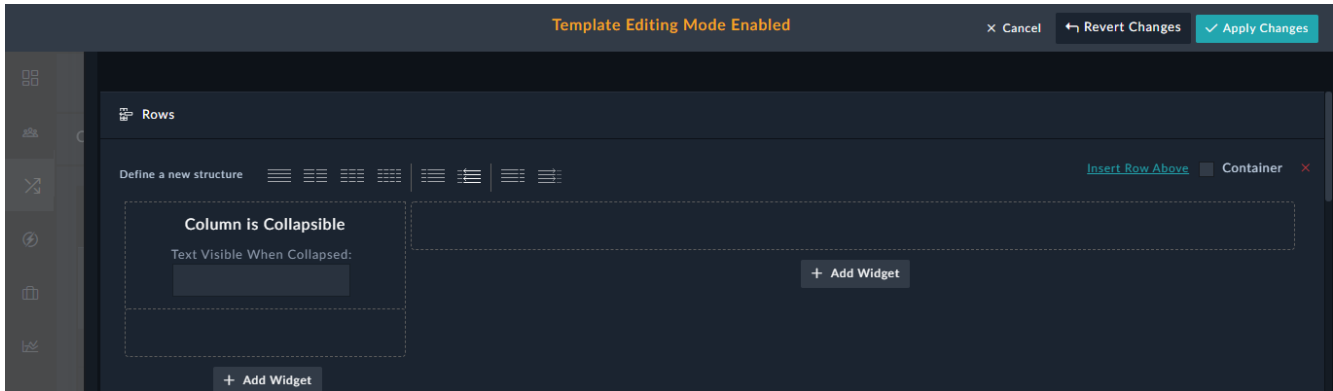 Template Editing Mode Enabled
Cancel
Revert Changes
Apply Changes
Rows
Define a new structure
Insert Row Above
Container
Column is Collapsible
Text Visible When Collapsed:
+ Add Widget
+ Add Widget